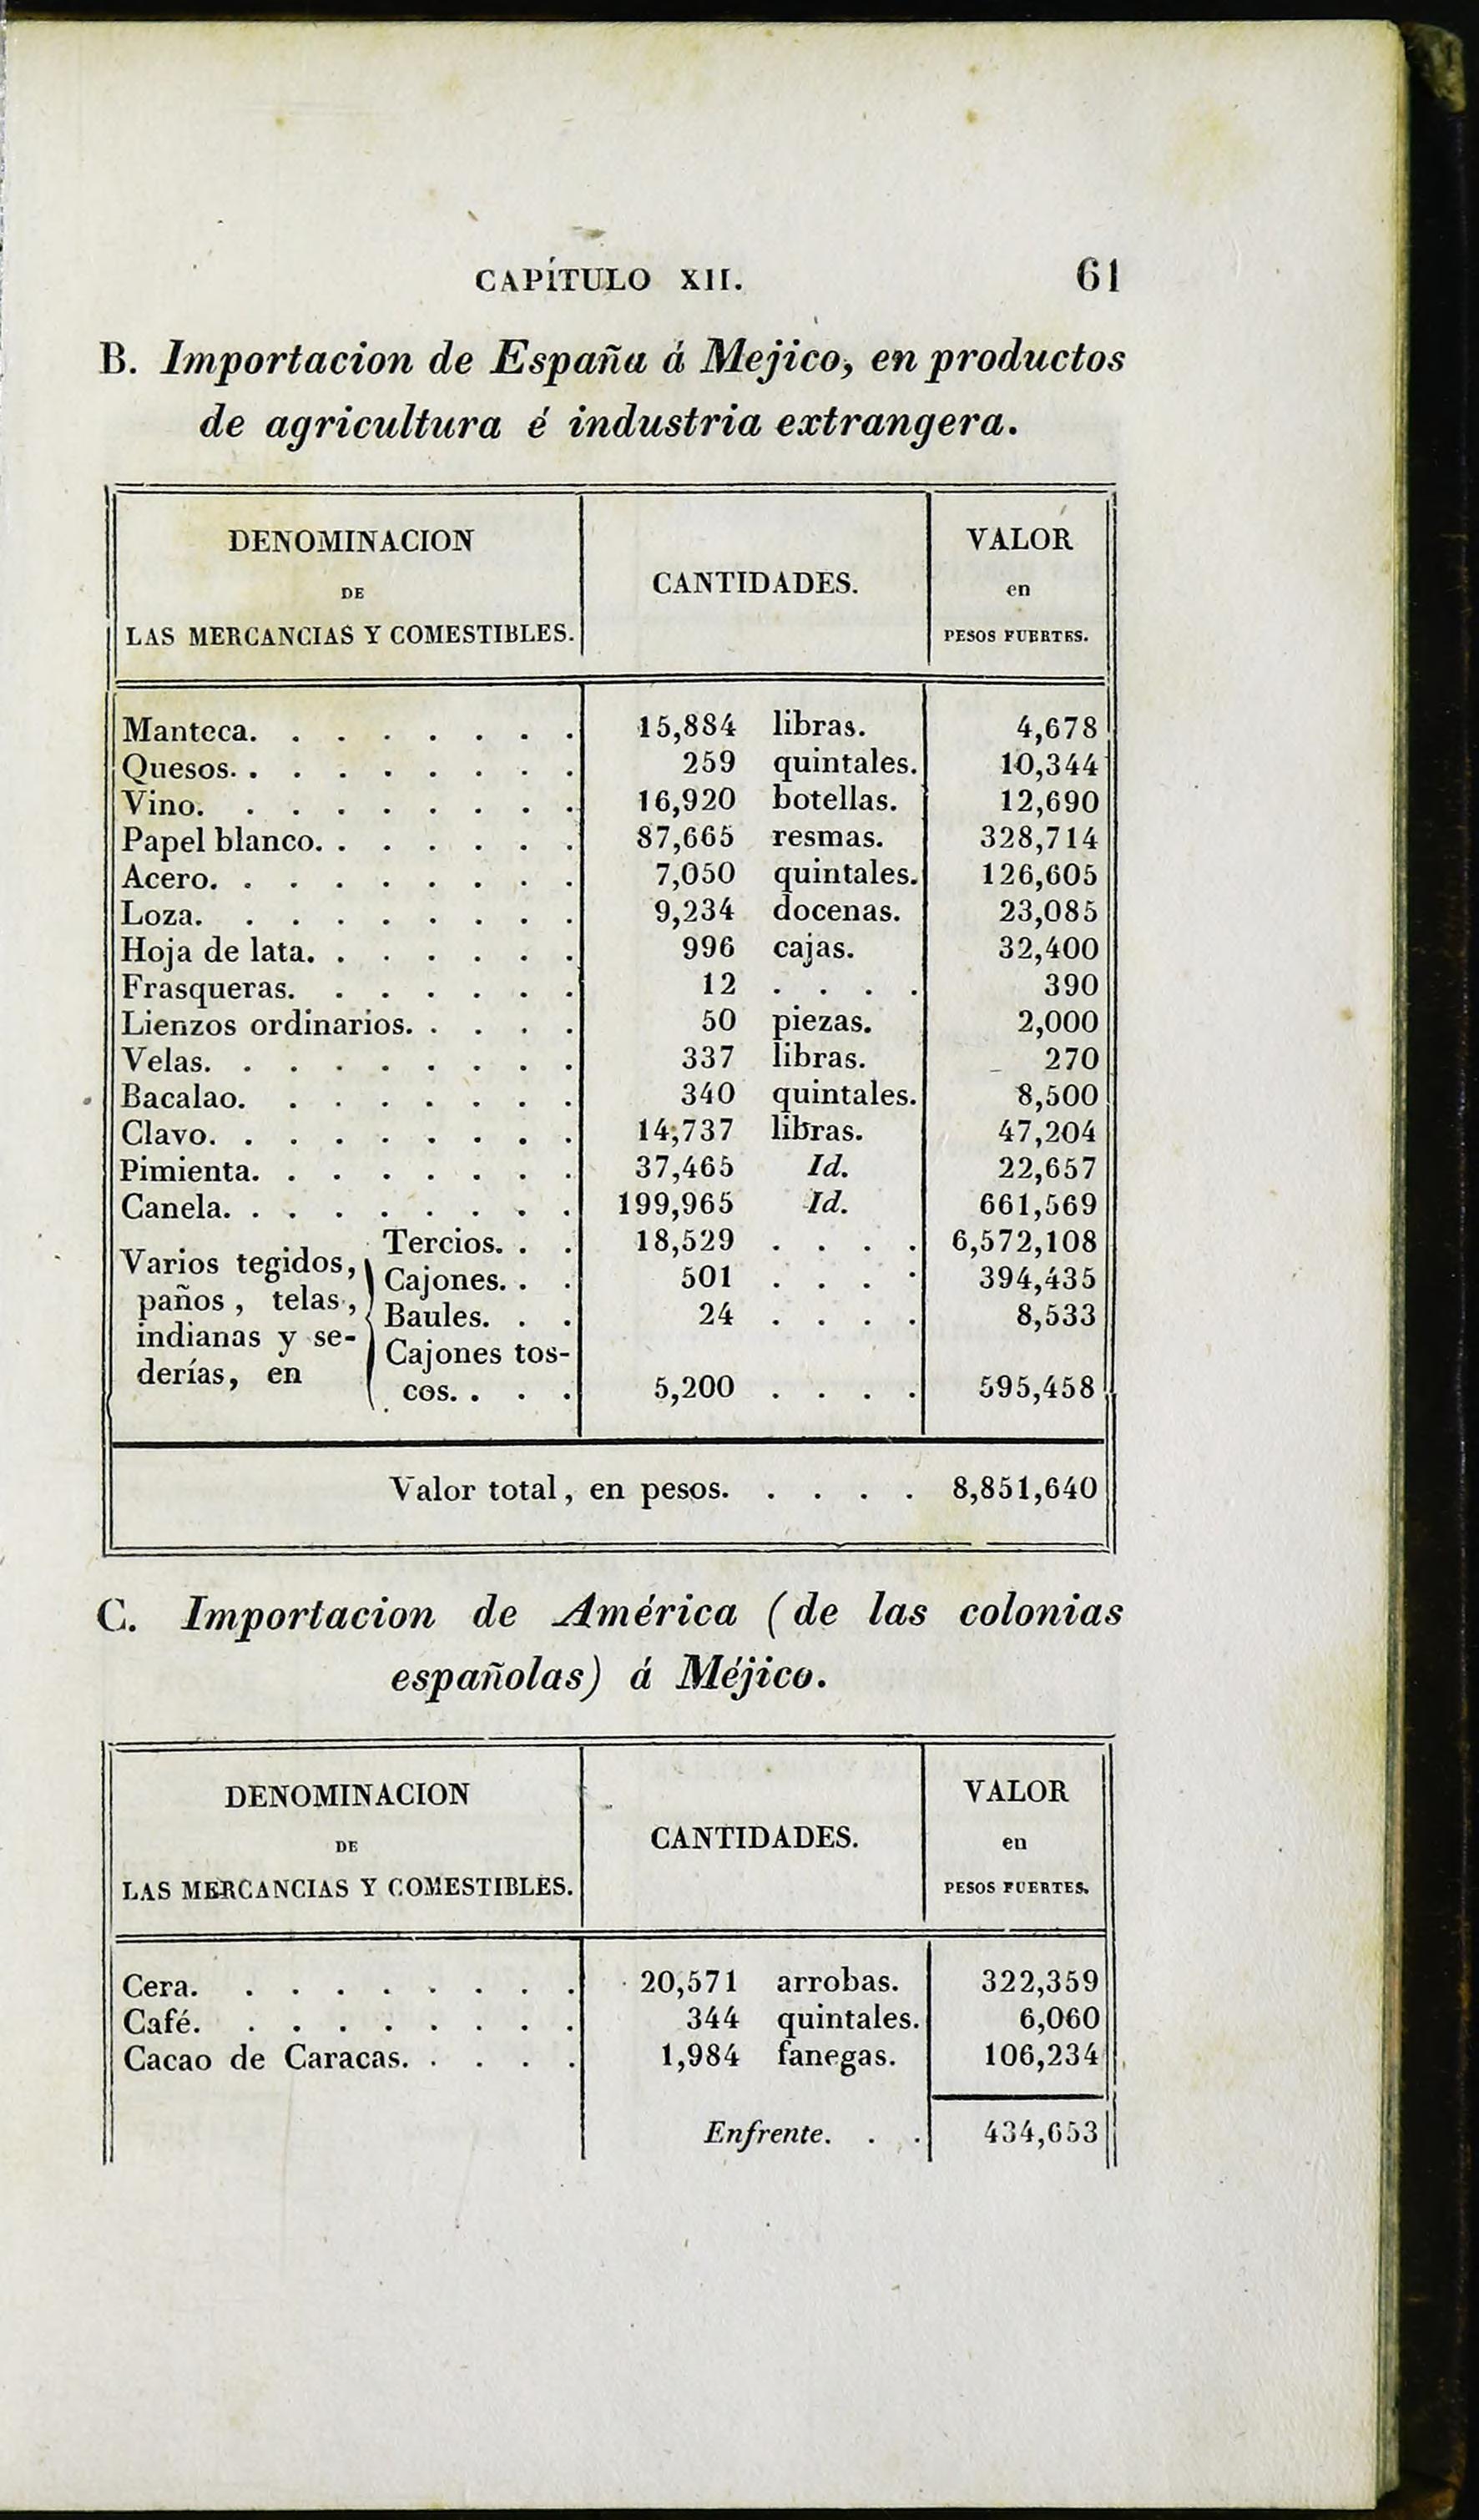 CAPÍTULO XII. 61
B. Importacion de España á Mejico, en productos
de agricultura é industria extrangera.
DENOMINACION
DE
LAS MERCANCIAS Y COMESTIBLES.
CANTIDADES.
VALOR
en
PESOS FUERTES.
Manteca. . . . . . . . 15,884 libras. 4,678
Quesos. . . . . . . . . 259 quintales. 10,344
Vino. . . . . . . . . 16,920 botellas. 12,690
Papel blanco. . . . . . . 87,665 resmas. 328,714
Acero. . . . . . . . . 7,050 quintales. 126,605
Loza. . . . . . . . . 9,234 docenas. 23,085
Hoja de lata. . . . . . . 996 cajas. 32,400
Frasqueras. . . . . . . 12 . . . . 390
Lienzos ordinarios. . . . . 50 piezas. 2,000
Velas. . . . . . . . . 337 libras. 270
Bacalao. . . . . . . . 340 quintales. 8,500
Clavo. . . . . . . . . 14,737 libras. 47,204
Pimienta. . . . . . . . 37,465 Id. 22,657
Canela. . . . . . . . . 199,965 Id. 661,569
Varios tegidos,
paños, telas,
indianas y se-
derías, en
Tercios. . . 18,529 . . . . 6,572,108
Cajones. . . 501 . . . . 394,435
Baules. . . 24 . . . . 8,533
Cajones tos-
cos. . . . 5,200 . . . . 595,458
Valor total, en pesos. . . . . 8,851,640
C. Importacion de América (de las colonias
españolas) á Méjico.
DENOMINACION
DE
LAS MERCANCIAS Y COMESTIBLES.
CANTIDADES.
VALOR
en
PESOS FUERTES.
Cera. . . . . . . . . 20,571 arrobas. 322,359
Café. . . . . . . . . 344 quintales. 6,060
Cacao de Caracas. . . . . 1,984 fanegas. 106,234
Enfrente. . . 434,653